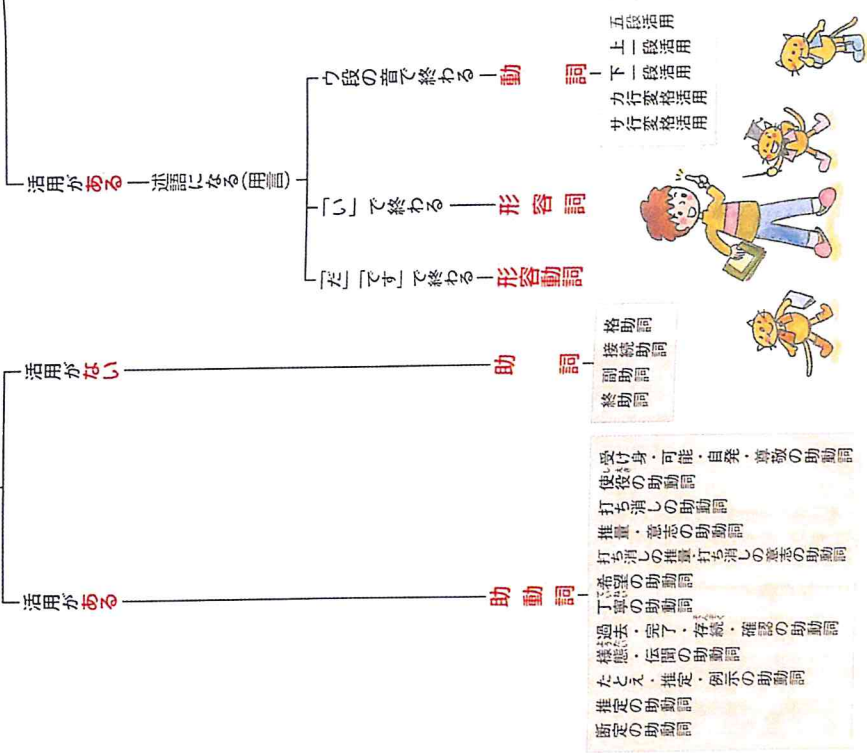 活用がある
述語になる(用言)
ウ段の音で終わる
動詞
五段活用
上一段活用
下一段活用
カ行変格活用
サ行変格活用
「い」で終わる
形容詞
「だ」「です」で終わる
形容動詞
活用がない
助詞
格助詞
接続助詞
副助詞
終助詞
活用がある
助動詞
受け身・可能・自発・尊敬の助動詞
使役の助動詞
打ち消しの助動詞
推量・意志の助動詞
打ち消しの推量・打ち消しの意志の助動詞
希望の助動詞
丁寧の助動詞
過去・完了・存続・確認の助動詞
様態・伝聞の助動詞
たとえ・推定・例示の助動詞
推定の助動詞
断定の助動詞